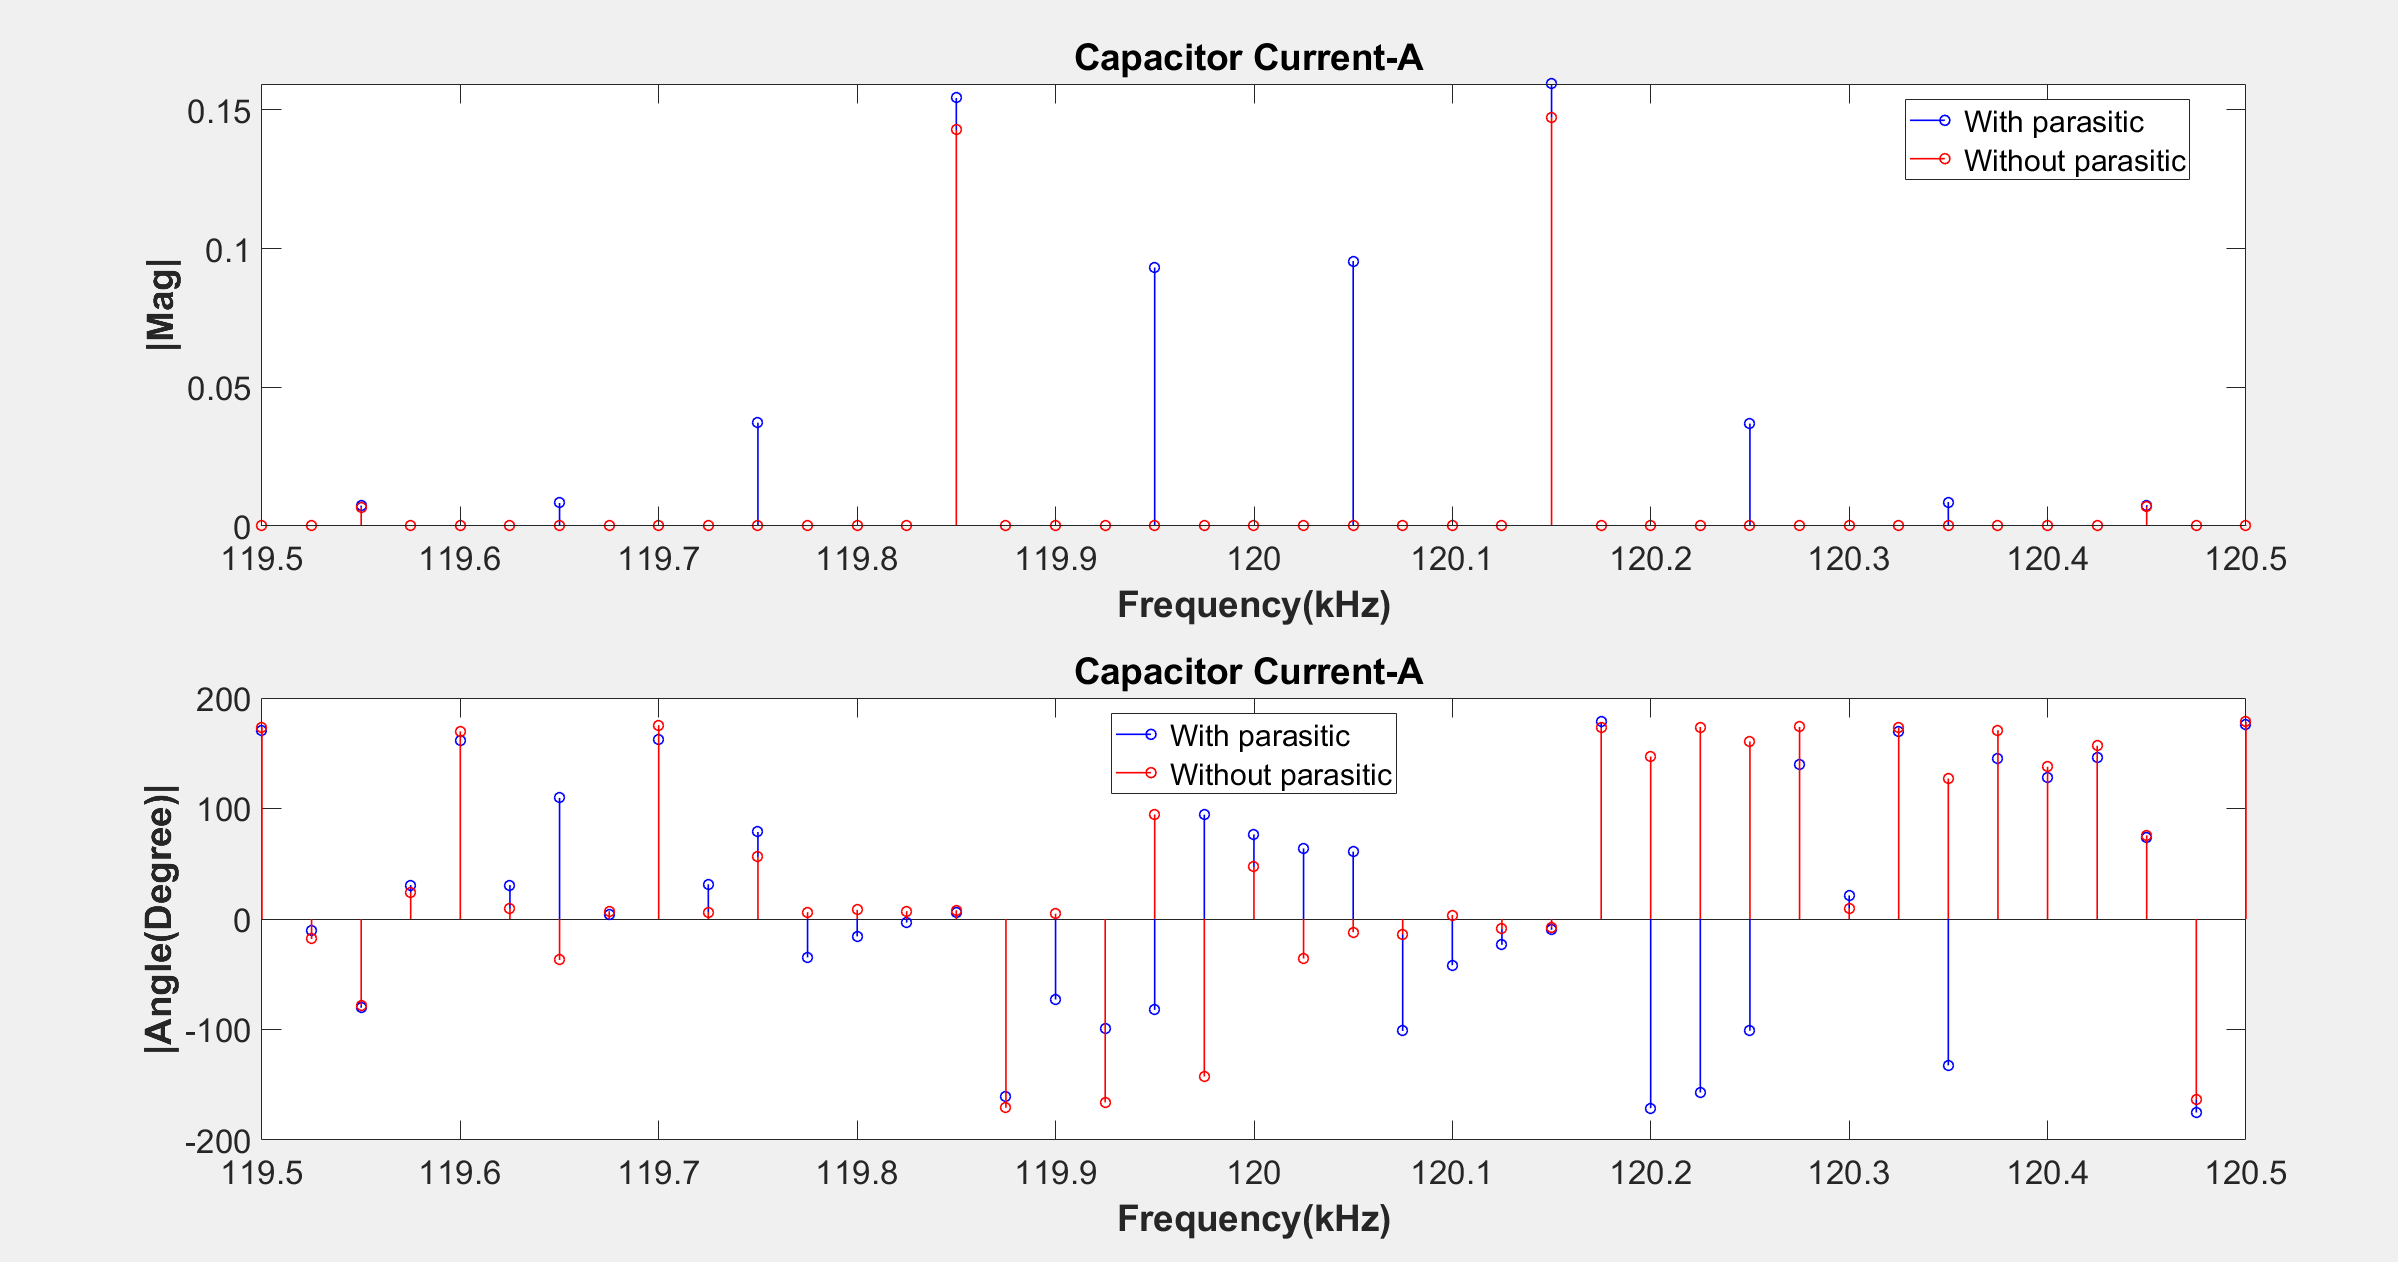 Capacitor Current-A
|Mag|
0.15
0.1
0.05
0
With parasitic
Without parasitic
119.5 119.6 119.7 119.8 119.9 120 120.1 120.2 120.3 120.4 120.5
Frequency(kHz)
Capacitor Current-A
|Angle(Degree)|
200
100
0
-100
-200
With parasitic
Without parasitic
119.5 119.6 119.7 119.8 119.9 120 120.1 120.2 120.3 120.4 120.5
Frequency(kHz)